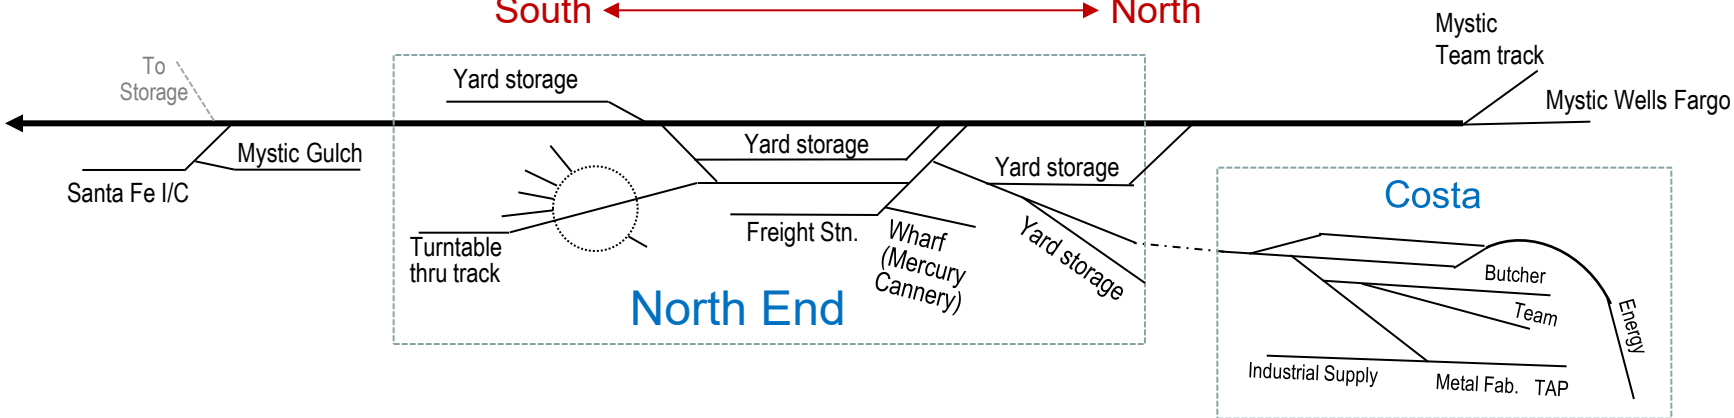 South
North
Mystic
Team track
Mystic Wells Fargo
To
Storage
Yard storage
Mystic Gulch
Santa Fe I/C
Yard storage
Yard storage
Costa
Turntable
thru track
Freight Stn.
Wharf
(Mercury
Cannery)
Yard storage
North End
Butcher
Team
Energy
Industrial Supply
Metal Fab.
TAP